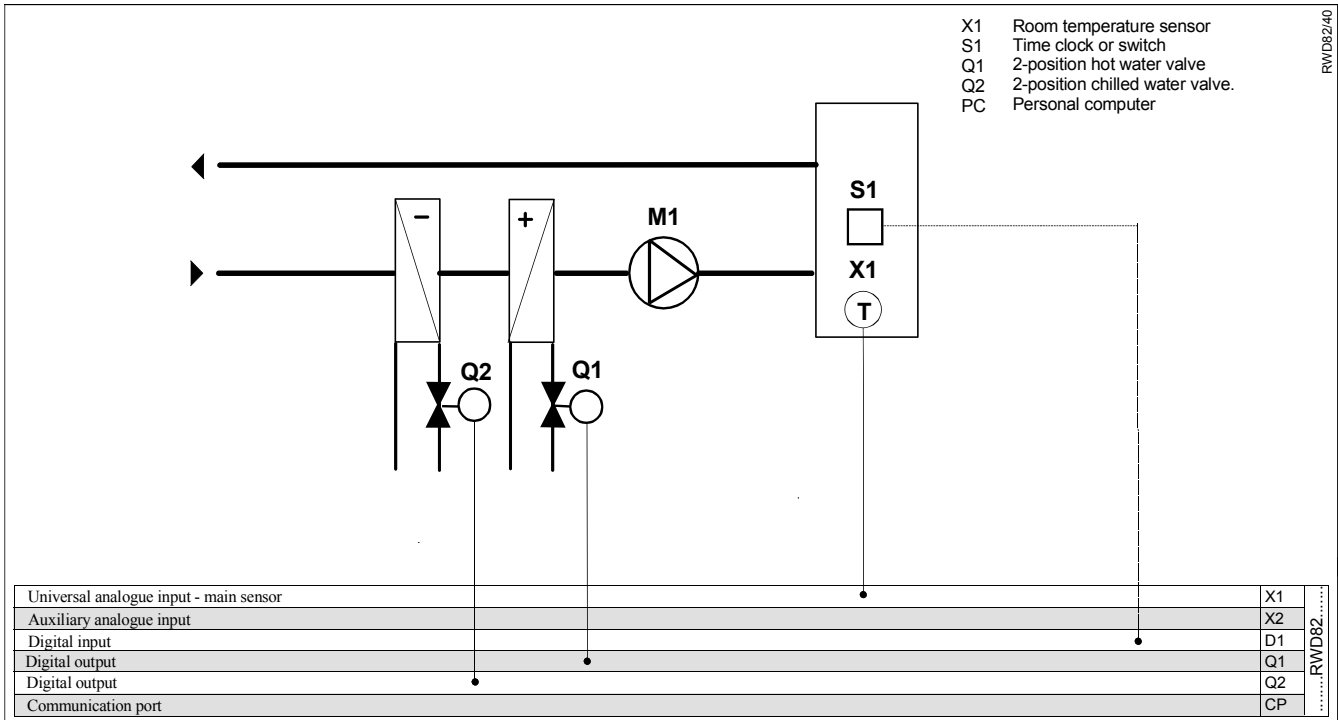 X1 Room temperature sensor
S1 Time clock or switch
Q1 2-position hot water valve
Q2 2-position chilled water valve.
PC Personal computer
RWD82/40
S1
M1
X1
T
- +
Q2 Q1
Universal analogue input - main sensor X1
Auxiliary analogue input X2
Digital input D1
Digital output Q1
Digital output Q2
Communication port CP
......RWD82......